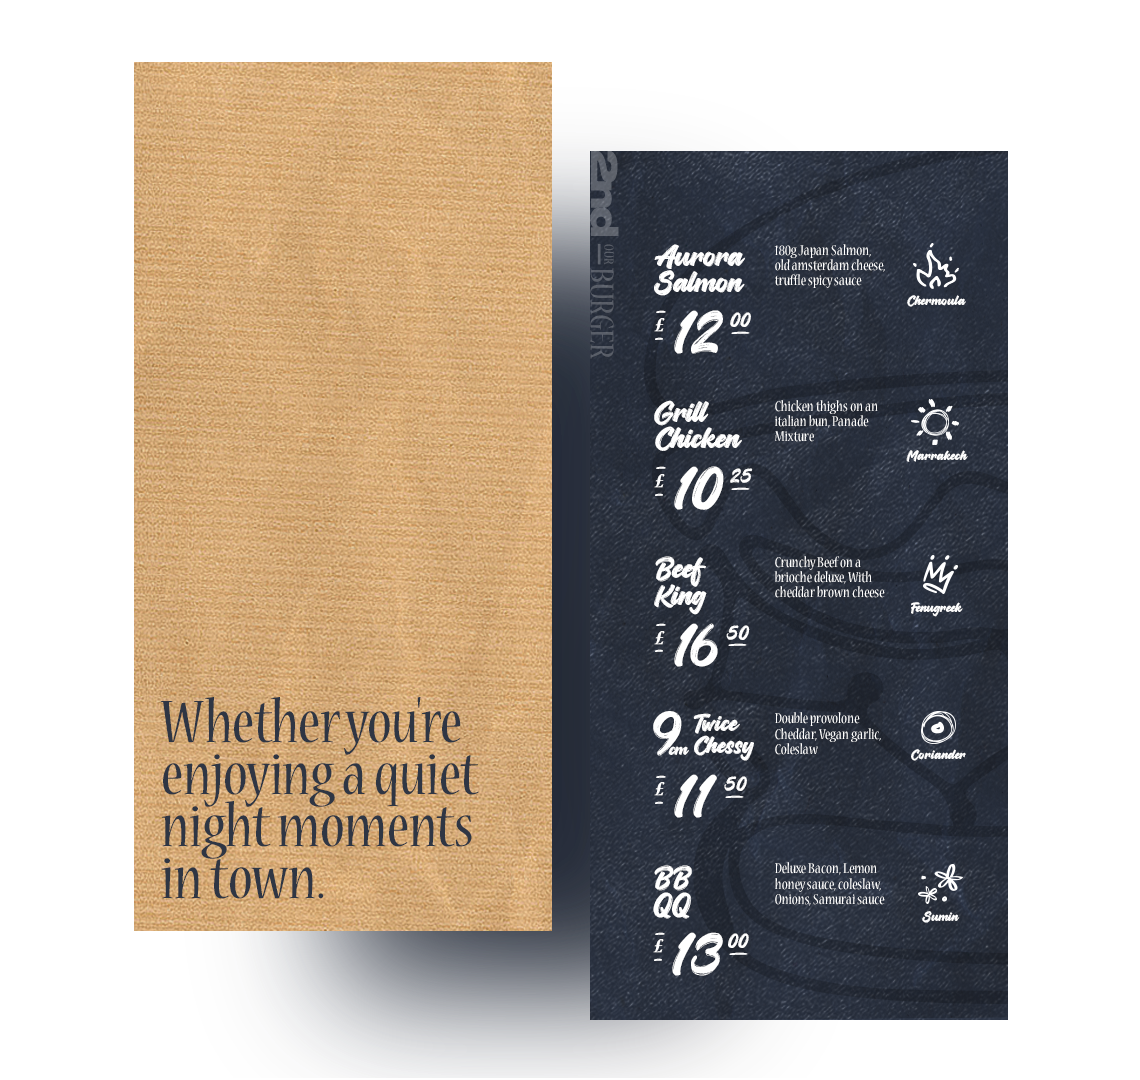 Whether you're
enjoying a quiet
night moments
in town.
2nd
OUR
BURGER
Aurora
Salmon
£ 12 00
180g Japan Salmon,
old amsterdam cheese,
truffle spicy sauce
Chermoula
Grill
Chicken
£ 10 25
Chicken thighs on an
italian bun, Panade
Mixture
Marrakech
Beef
King
£ 16 50
Crunchy Beef on a
brioche deluxe, With
cheddar brown cheese
Fenugreek
9cm Twice
Chessy
£ 11 50
Double provolone
Cheddar, Vegan garlic,
Coleslaw
Coriander
BB
QQ
£ 13 00
Deluxe Bacon, Lemon
honey sauce, coleslaw,
Onions, Samurai sauce
Sumin